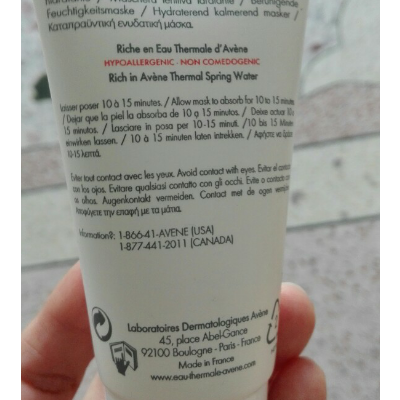 hidratante / Maschera lenitiva idratante / Beruhigende
Feuchtigkeitsmaske / Hydraterend kalmerend masker /
Καταπραϋντική ενυδατική μάσκα.
Riche en Eau Thermale d'Avène
HYPOALLERGENIC - NON COMEDOGENIC
Rich in Avène Thermal Spring Water
Laisser poser 10 à 15 minutes. / Allow mask to absorb for 10 to 15 minutes.
/ Dejar que la piel la absorba de 10 a 15 minutos. / Deixe actuar 10 a
15 minutos. / Lasciare in posa per 10-15 minuti. /10 bis 15 Minuten
einwirken lassen. / 10 à 15 minuten laten intrekken. / Αφήστε να δράσει
10-15 λεπτά.
Eviter tout contact avec les yeux. Avoid contact with eyes. Evitar el contacto
con los ojos. Evitare qualsiasi contatto con gli occhi. Evite o contacto com
os olhos. Augenkontakt vermeiden. Contact met de ogen vermijden.
Αποφύγετε την επαφή με τα μάτια.
Information : 1-866-41-AVENE (USA)
1-877-441-2011 (CANADA)
Laboratoires Dermatologiques Avène
45, place Abel-Gance
92100 Boulogne - Paris - France
Made in France
www.eau-thermale-avene.com